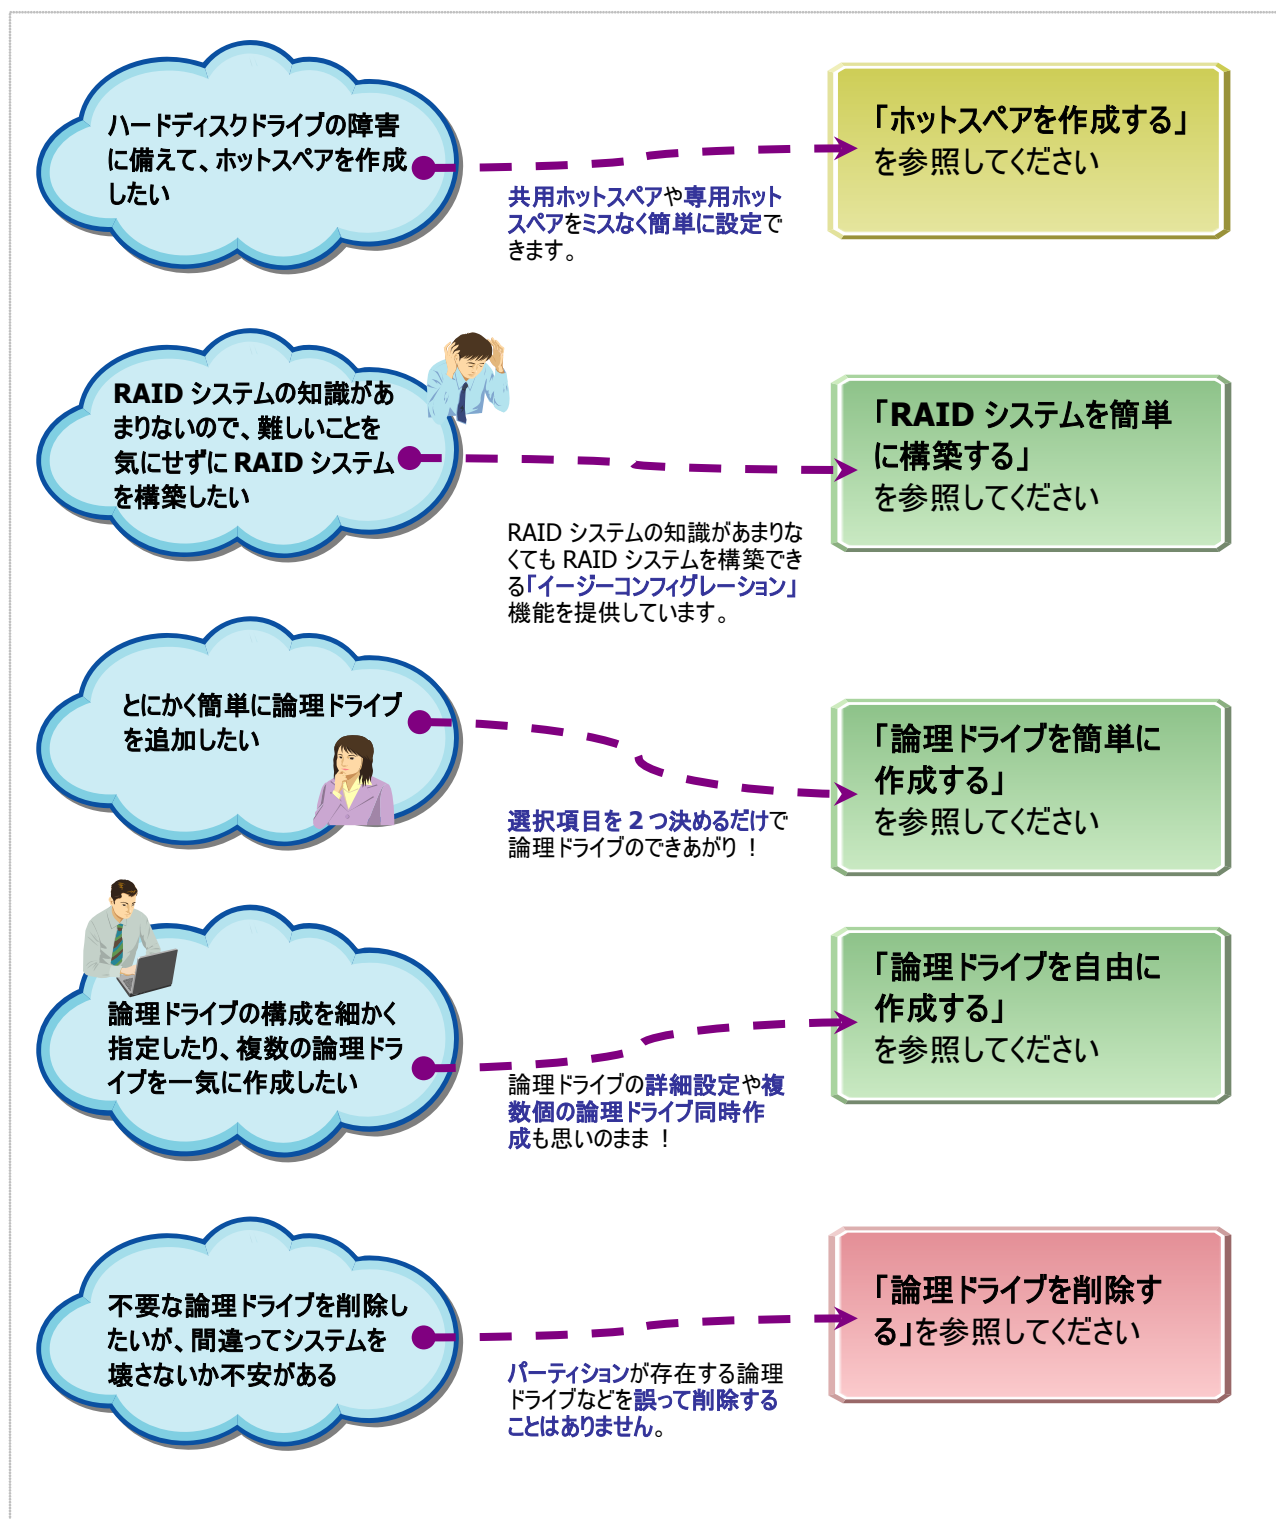 ハードディスクドライブの障害
に備えて、ホットスペアを作成
したい
共用ホットスペアや専用ホット
スペアをミスなく簡単に設定で
きます。
「ホットスペアを作成する」
を参照してください
RAID システムの知識があ
まりないので、難しいことを
気にせずに RAID システム
を構築したい
RAID システムの知識があまりな
くても RAID システムを構築でき
る「イージーコンフィグレーション」
機能を提供しています。
「RAID システムを簡単
に構築する」
を参照してください
とにかく簡単に論理ドライブ
を追加したい
選択項目を 2 つ決めるだけで
論理ドライブのできあがり！
「論理ドライブを簡単に
作成する」
を参照してください
論理ドライブの構成を細かく
指定したり、複数の論理ドラ
イブを一気に作成したい
論理ドライブの詳細設定や複
数個の論理ドライブ同時作
成も思いのまま！
「論理ドライブを自由に
作成する」
を参照してください
不要な論理ドライブを削除し
たいが、間違ってシステムを
壊さないか不安がある
パーティションが存在する論理
ドライブなどを誤って削除する
ことはありません。
「論理ドライブを削除す
る」を参照してください